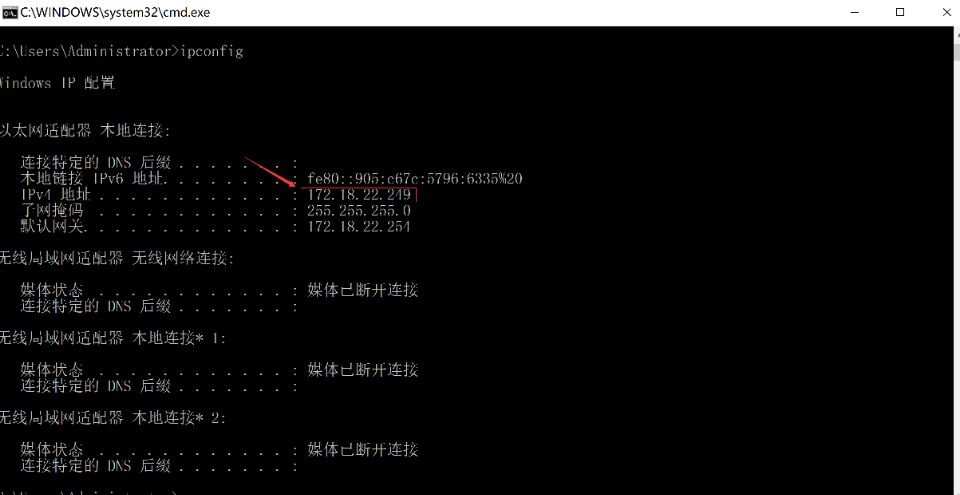 C:\WINDOWS\system32\cmd.exe
C:\Users\Administrator>ipconfig
Windows IP 配置
以太网适配器 本地连接:
连接特定的 DNS 后缀 . . . . . . . :
本地链接 IPv6 地址. . . . . . . . : fe80::905:c67c:5796:6335%20
IPv4 地址 . . . . . . . . . . . . : 172.18.22.249
子网掩码 . . . . . . . . . . . . : 255.255.255.0
默认网关. . . . . . . . . . . . . : 172.18.22.254
无线局域网适配器 无线网络连接:
媒体状态 . . . . . . . . . . . . : 媒体已断开连接
连接特定的 DNS 后缀 . . . . . . . :
无线局域网适配器 本地连接* 1:
媒体状态 . . . . . . . . . . . . : 媒体已断开连接
连接特定的 DNS 后缀 . . . . . . . :
无线局域网适配器 本地连接* 2:
媒体状态 . . . . . . . . . . . . : 媒体已断开连接
连接特定的 DNS 后缀 . . . . . . . :